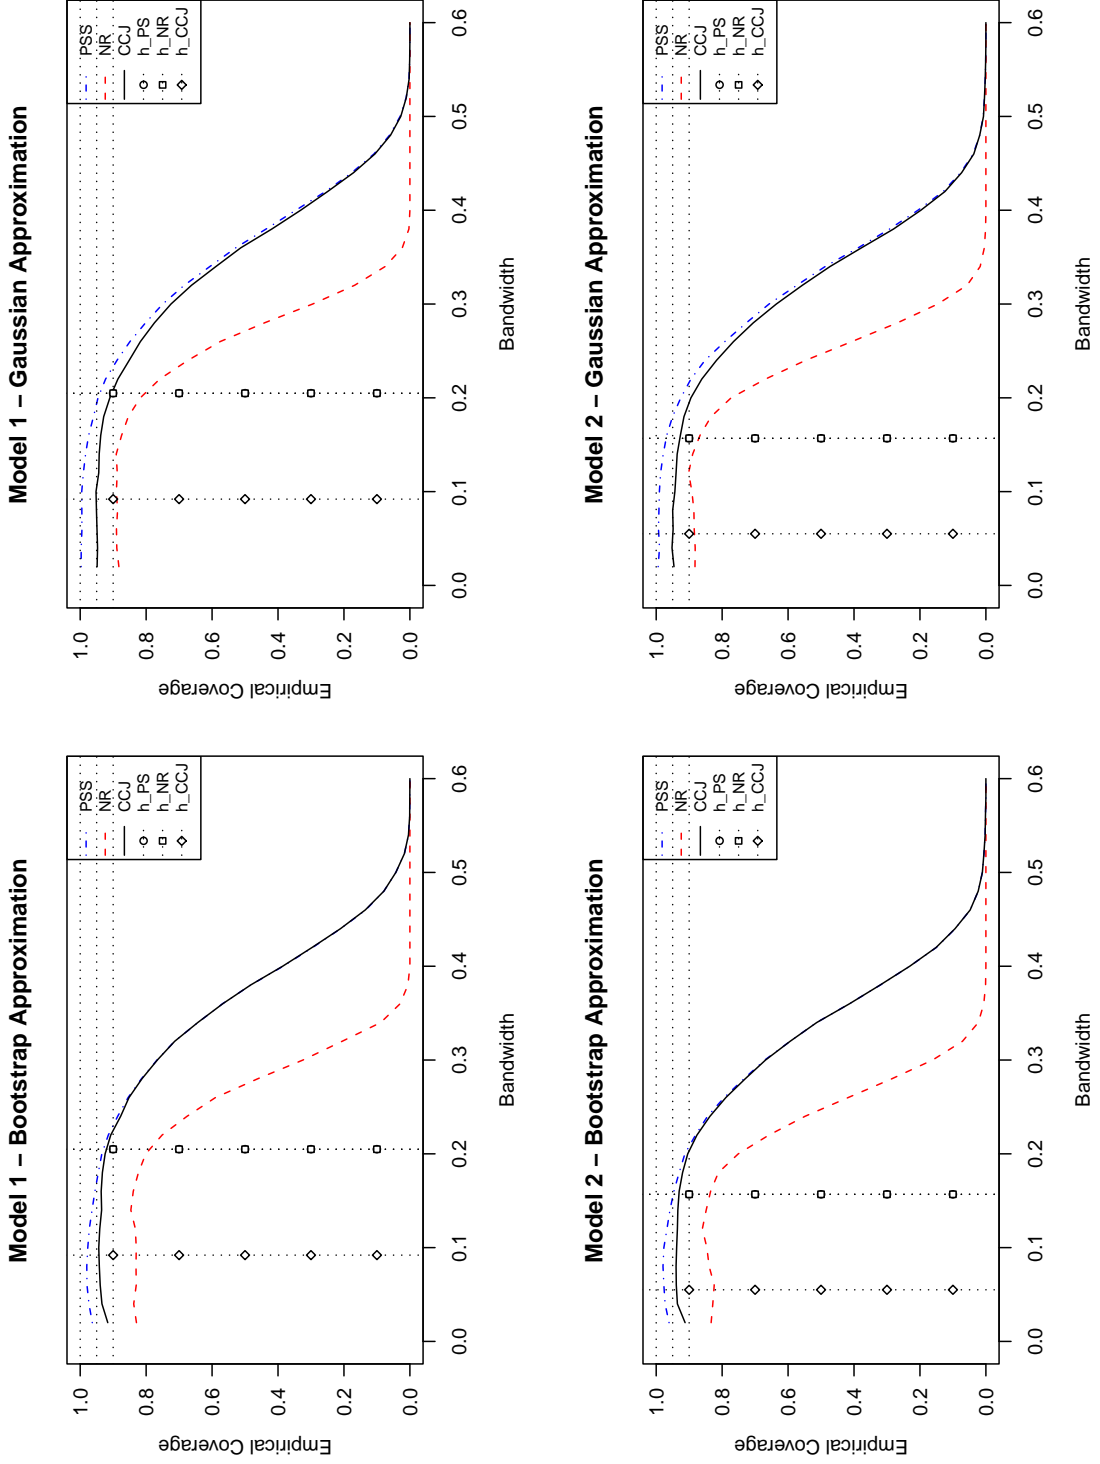 Model 1 – Bootstrap Approximation
Empirical Coverage
1.0
0.8
0.6
0.4
0.2
0.0
PSS
NR
CCJ
h_PS
h_NR
h_CCJ
0.0 0.1 0.2 0.3 0.4 0.5 0.6
Bandwidth
Model 1 – Gaussian Approximation
Empirical Coverage
1.0
0.8
0.6
0.4
0.2
0.0
PSS
NR
CCJ
h_PS
h_NR
h_CCJ
0.0 0.1 0.2 0.3 0.4 0.5 0.6
Bandwidth
Model 2 – Bootstrap Approximation
Empirical Coverage
1.0
0.8
0.6
0.4
0.2
0.0
PSS
NR
CCJ
h_PS
h_NR
h_CCJ
0.0 0.1 0.2 0.3 0.4 0.5 0.6
Bandwidth
Model 2 – Gaussian Approximation
Empirical Coverage
1.0
0.8
0.6
0.4
0.2
0.0
PSS
NR
CCJ
h_PS
h_NR
h_CCJ
0.0 0.1 0.2 0.3 0.4 0.5 0.6
Bandwidth